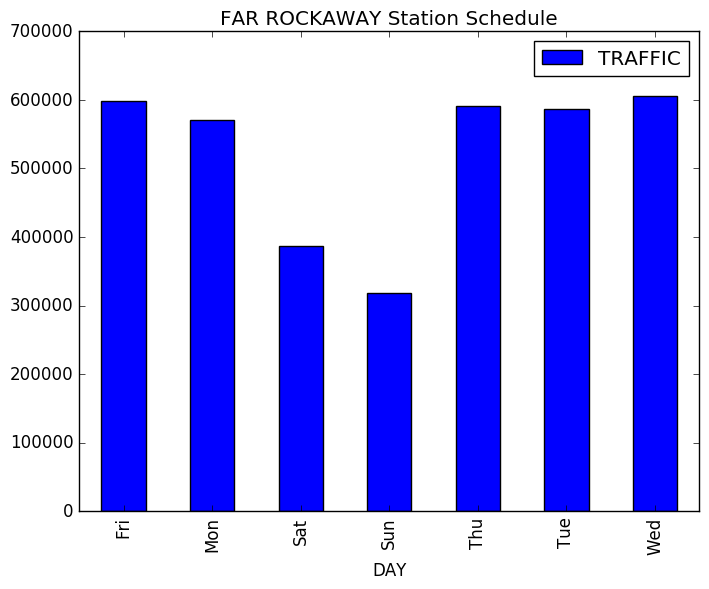 FAR ROCKAWAY Station Schedule
700000
600000
500000
400000
300000
200000
100000
0
TRAFFIC
Fri
Mon
Sat
Sun
Thu
Tue
Wed
DAY